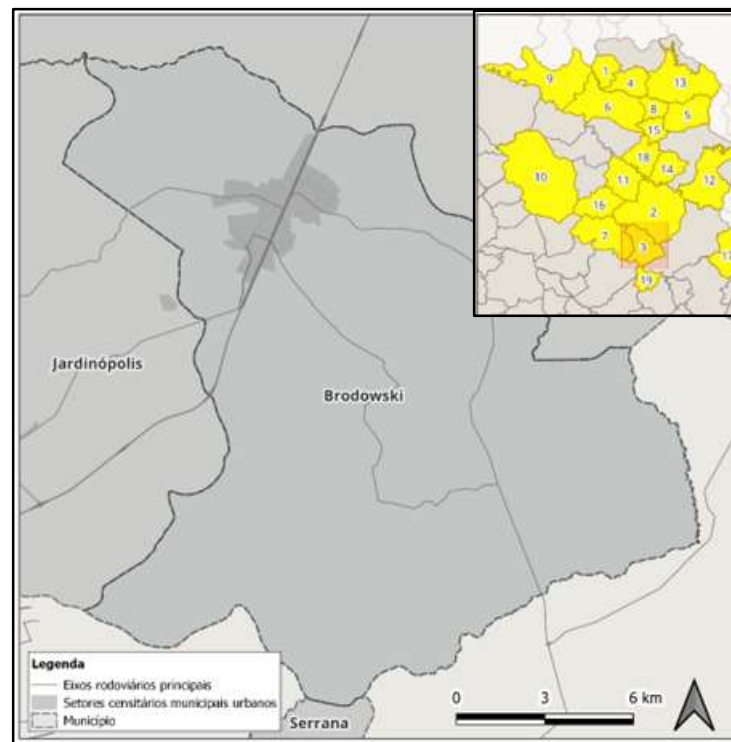 1
4
13
9
6
8
5
15
18
14
10
11
12
16
2
7
3
17
19
Jardinópolis
Brodowski
Legenda
Eixos rodoviários principais
Setores censitários municipais urbanos
Município
0 3 6 km
Serrana